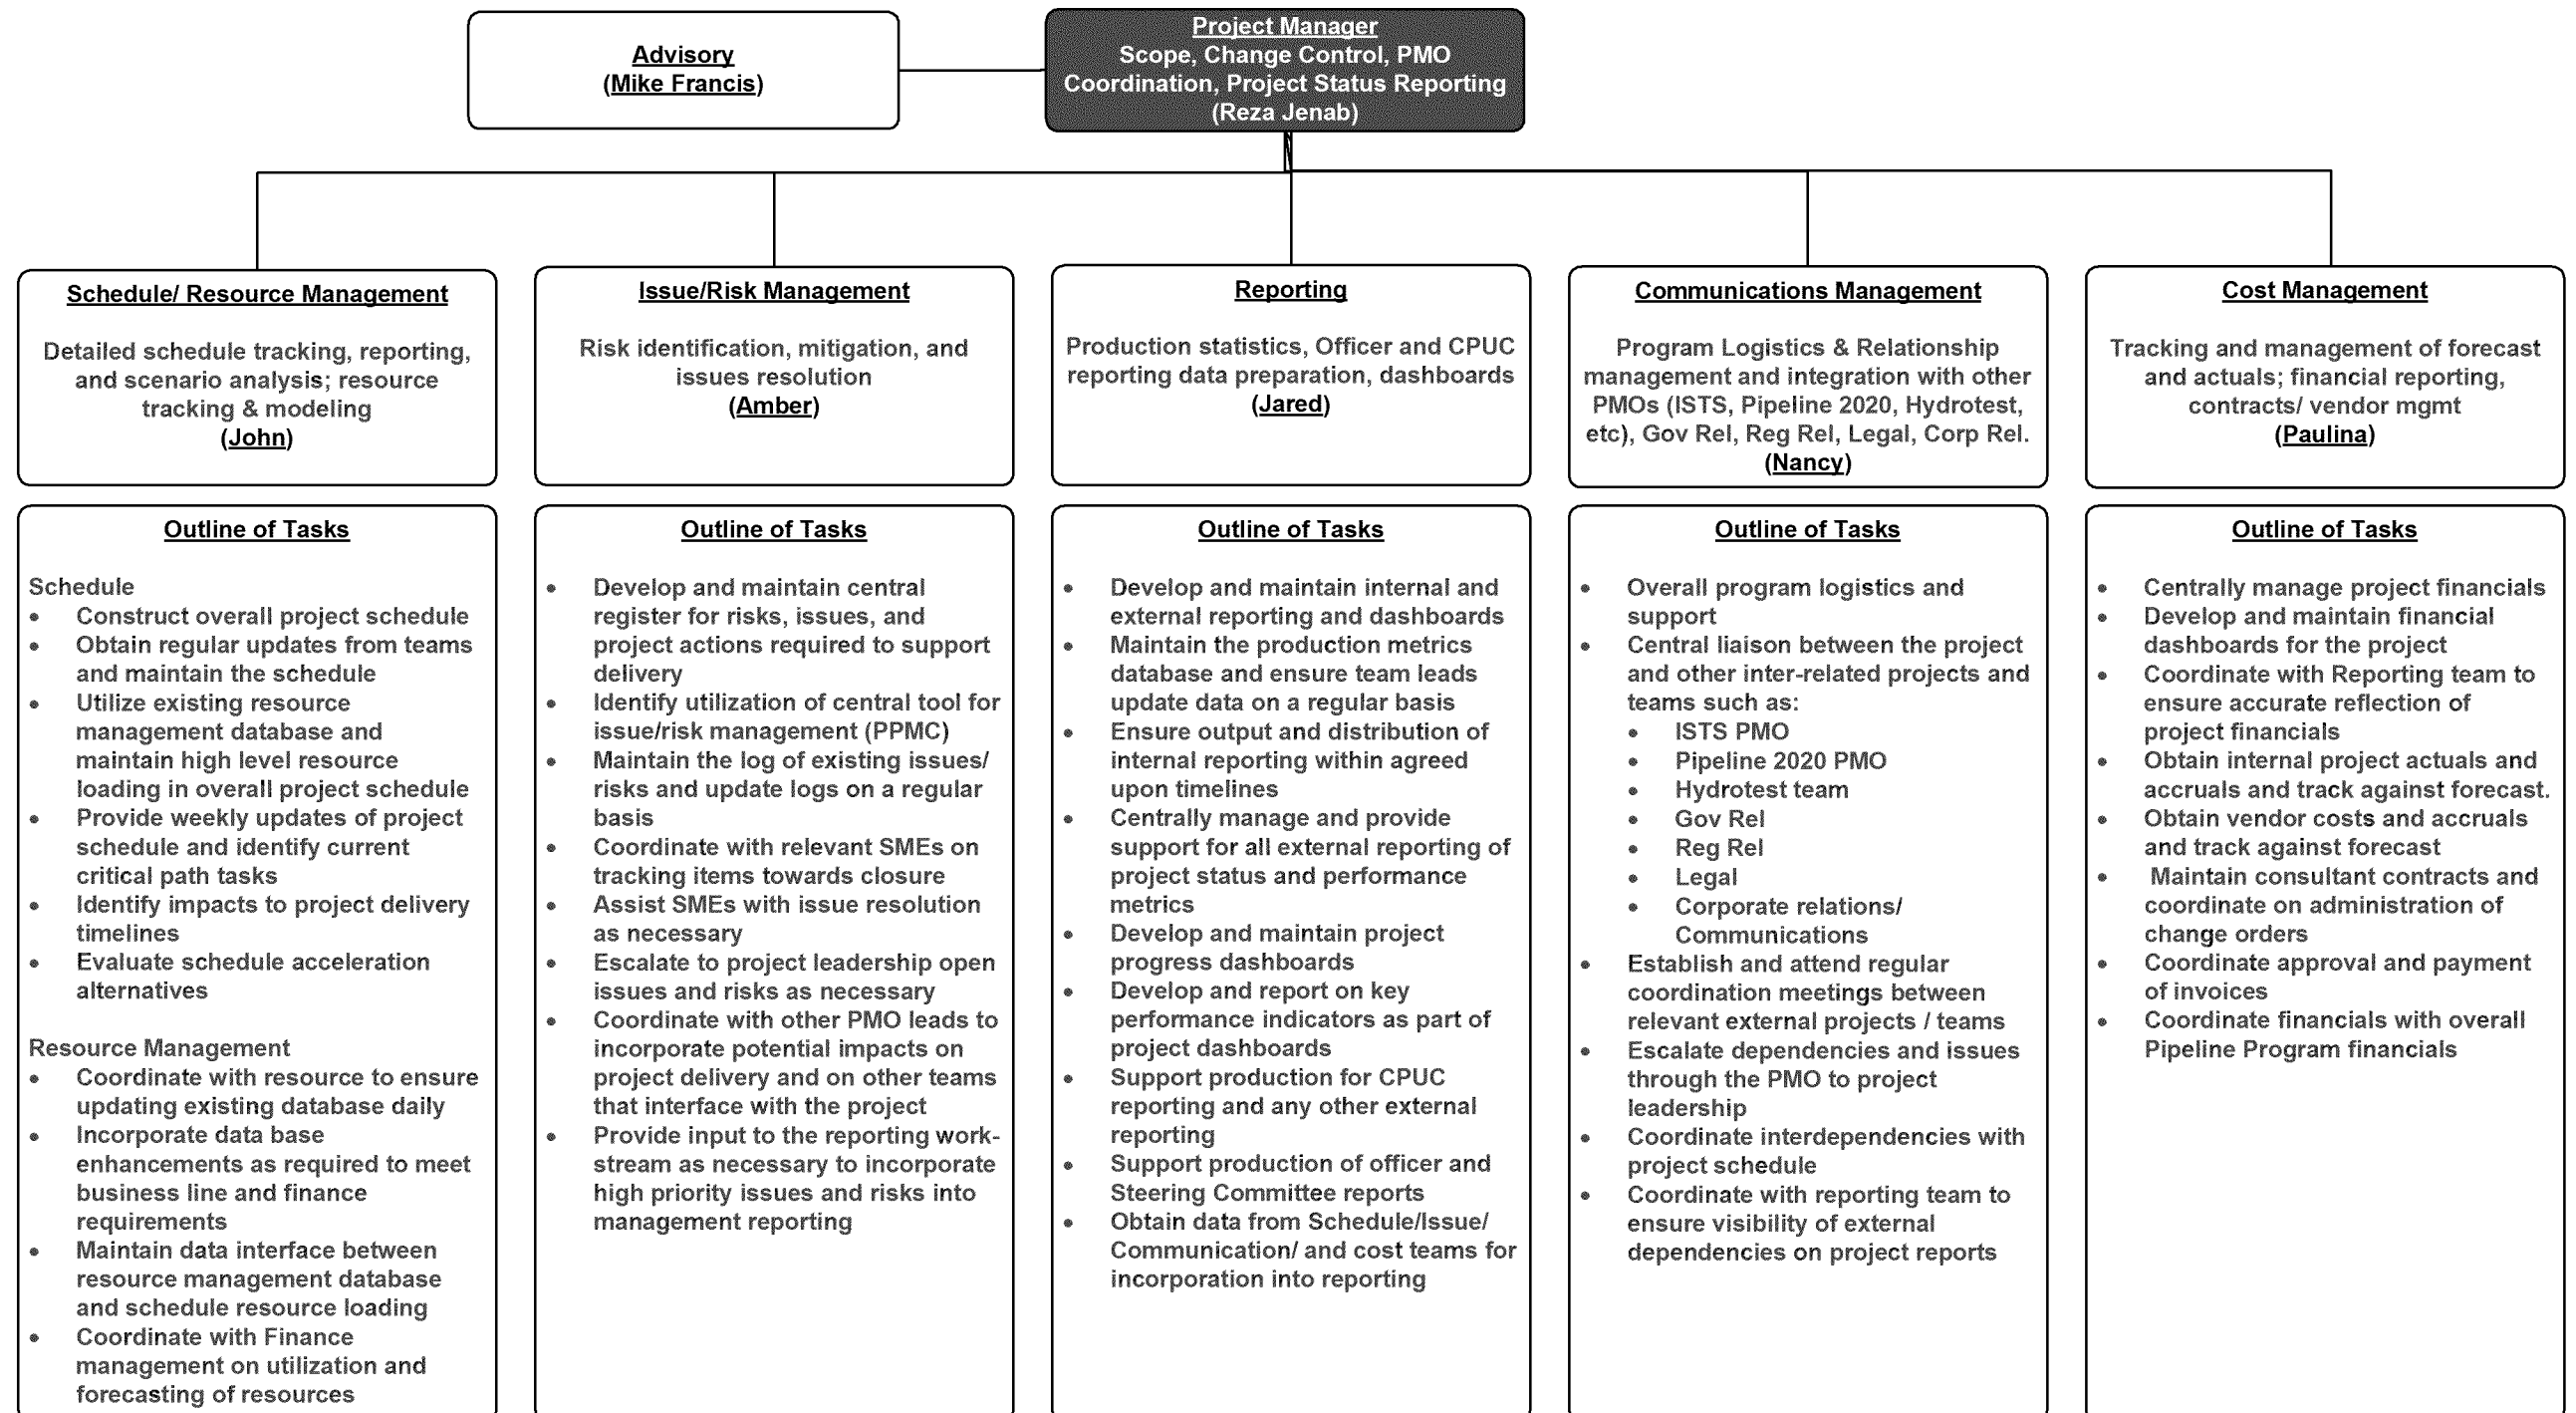 Advisory
(Mike Francis)
Project Manager
Scope, Change Control, PMO
Coordination, Project Status Reporting
(Reza Jenab)
Schedule/ Resource Management
Detailed schedule tracking, reporting,
and scenario analysis; resource
tracking & modeling
(John)
Issue/Risk Management
Risk identification, mitigation, and
issues resolution
(Amber)
Reporting
Production statistics, Officer and CPUC
reporting data preparation, dashboards
(Jared)
Communications Management
Program Logistics & Relationship
management and integration with other
PMOs (ISTS, Pipeline 2020, Hydrotest,
etc), Gov Rel, Reg Rel, Legal, Corp Rel.
(Nancy)
Cost Management
Tracking and management of forecast
and actuals; financial reporting,
contracts/ vendor mgmt
(Paulina)
Outline of Tasks
Schedule
• Construct overall project schedule
• Obtain regular updates from teams
and maintain the schedule
• Utilize existing resource
management database and
maintain high level resource
loading in overall project schedule
• Provide weekly updates of project
schedule and identify current
critical path tasks
• Identify impacts to project delivery
timelines
• Evaluate schedule acceleration
alternatives
Resource Management
• Coordinate with resource to ensure
updating existing database daily
• Incorporate data base
enhancements as required to meet
business line and finance
requirements
• Maintain data interface between
resource management database
and schedule resource loading
• Coordinate with Finance
management on utilization and
forecasting of resources
Outline of Tasks
• Develop and maintain central
register for risks, issues, and
project actions required to support
delivery
• Identify utilization of central tool for
issue/risk management (PPMC)
• Maintain the log of existing issues/
risks and update logs on a regular
basis
• Coordinate with relevant SMEs on
tracking items towards closure
• Assist SMEs with issue resolution
as necessary
• Escalate to project leadership open
issues and risks as necessary
• Coordinate with other PMO leads to
incorporate potential impacts on
project delivery and on other teams
that interface with the project
• Provide input to the reporting work-
stream as necessary to incorporate
high priority issues and risks into
management reporting
Outline of Tasks
• Develop and maintain internal and
external reporting and dashboards
• Maintain the production metrics
database and ensure team leads
update data on a regular basis
• Ensure output and distribution of
internal reporting within agreed
upon timelines
• Centrally manage and provide
support for all external reporting of
project status and performance
metrics
• Develop and maintain project
progress dashboards
• Develop and report on key
performance indicators as part of
project dashboards
• Support production for CPUC
reporting and any other external
reporting
• Support production of officer and
Steering Committee reports
• Obtain data from Schedule/Issue/
Communication/ and cost teams for
incorporation into reporting
Outline of Tasks
• Overall program logistics and
support
• Central liaison between the project
and other inter-related projects and
teams such as:
• ISTS PMO
• Pipeline 2020 PMO
• Hydrotest team
• Gov Rel
• Reg Rel
• Legal
• Corporate relations/
Communications
• Establish and attend regular
coordination meetings between
relevant external projects / teams
• Escalate dependencies and issues
through the PMO to project
leadership
• Coordinate interdependencies with
project schedule
• Coordinate with reporting team to
ensure visibility of external
dependencies on project reports
Outline of Tasks
• Centrally manage project financials
• Develop and maintain financial
dashboards for the project
• Coordinate with Reporting team to
ensure accurate reflection of
project financials
• Obtain internal project actuals and
accruals and track against forecast.
• Obtain vendor costs and accruals
and track against forecast
• Maintain consultant contracts and
coordinate on administration of
change orders
• Coordinate approval and payment
of invoices
• Coordinate financials with overall
Pipeline Program financials